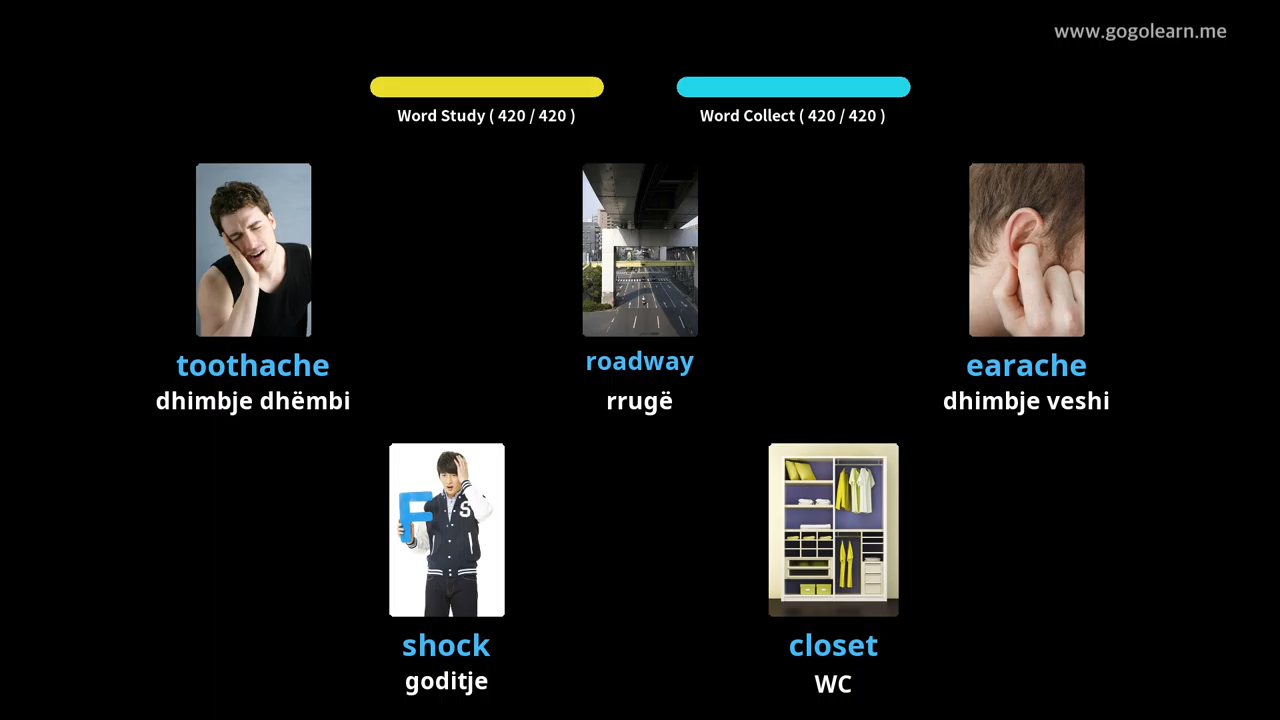 www.gogolearn.me
Word Study ( 420 / 420 )
Word Collect ( 420 / 420 )
toothache
dhimbje dhëmbi
roadway
rrugë
earache
dhimbje veshi
F
S
shock
goditje
closet
WC